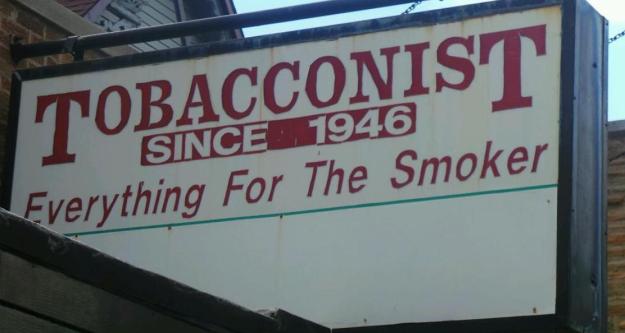 TOBACCONIST
SINCE 1946
Everything For The Smoker